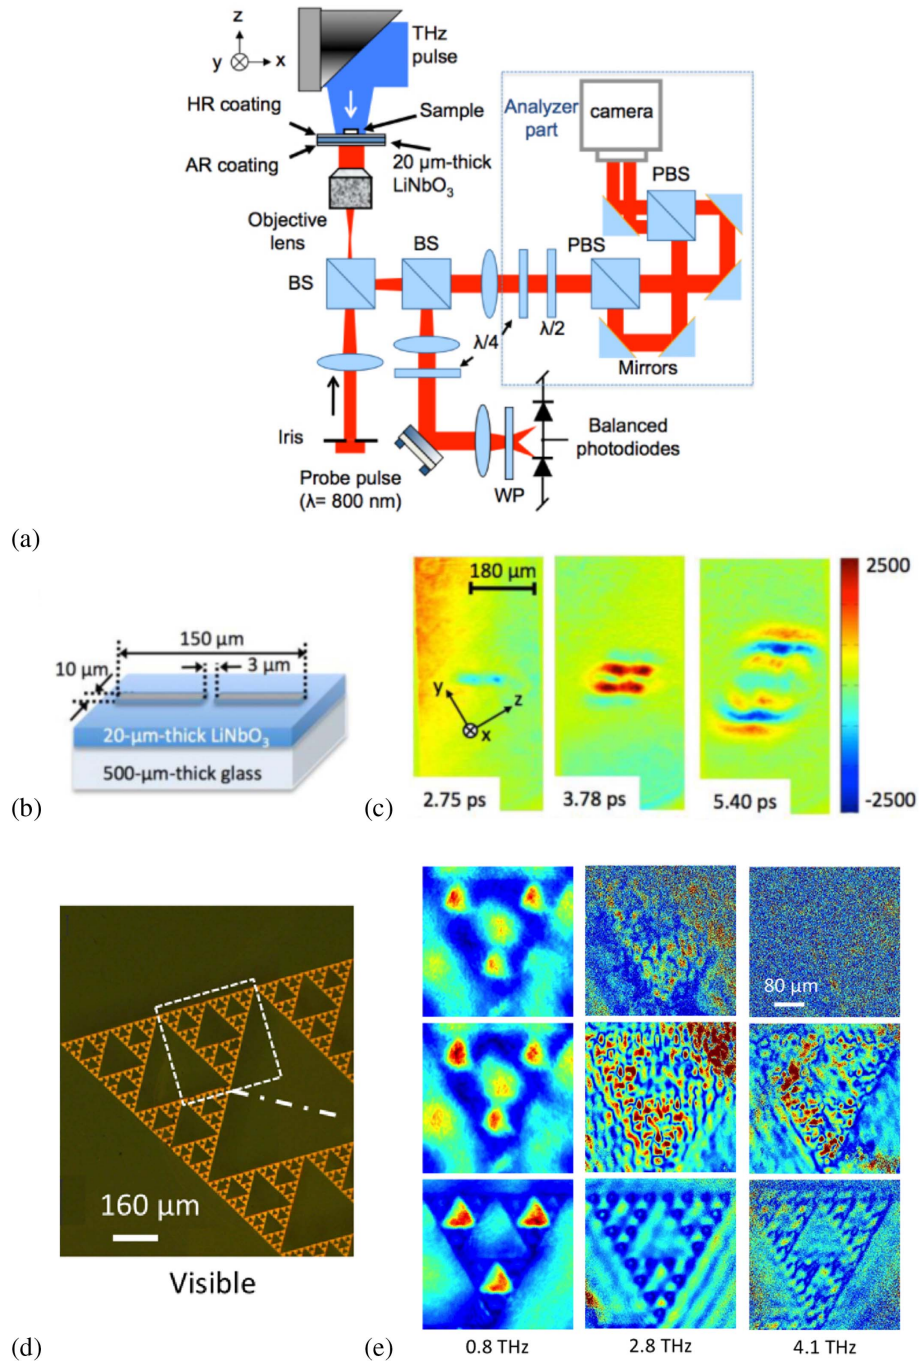 z
y
x
THz
pulse
HR coating
Sample
AR coating
20 μm-thick
LiNbO₃
Objective
lens
BS
BS
Analyzer
part
camera
PBS
PBS
λ/4
λ/2
Mirrors
Iris
Probe pulse
(λ= 800 nm)
WP
Balanced
photodiodes
(a)
150 μm
10 μm
3 μm
20-μm-thick LiNbO₃
500-μm-thick glass
(b)
180 μm
y
z
x
2.75 ps
3.78 ps
5.40 ps
2500
-2500
(c)
160 μm
Visible
(d)
80 μm
0.8 THz
2.8 THz
4.1 THz
(e)